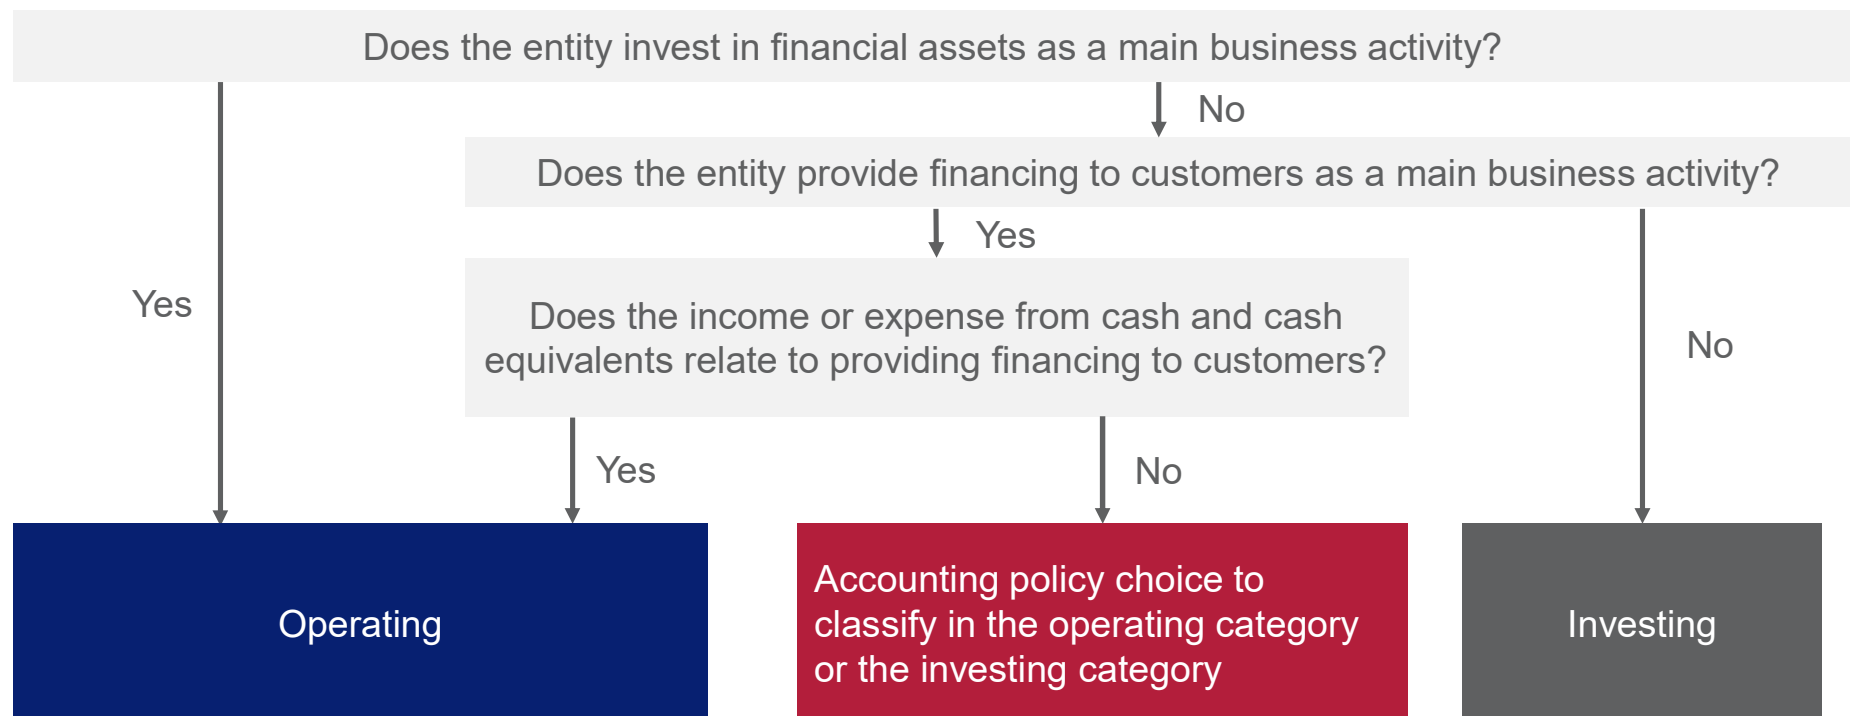 Does the entity invest in financial assets as a main business activity?
No
Does the entity provide financing to customers as a main business activity?
Yes
Yes
Does the income or expense from cash and cash
equivalents relate to providing financing to customers?
No
Yes
No
Operating
Accounting policy choice to
classify in the operating category
or the investing category
Investing